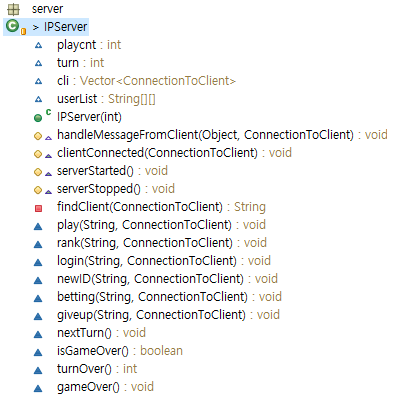 server
> IPServer
playcnt : int
turn : int
cli : Vector<ConnectionToClient>
userList : String[][]
IPServer(int)
handleMessageFromClient(Object, ConnectionToClient) : void
clientConnected(ConnectionToClient) : void
serverStarted() : void
serverStopped() : void
findClient(ConnectionToClient) : String
play(String, ConnectionToClient) : void
rank(String, ConnectionToClient) : void
login(String, ConnectionToClient) : void
newID(String, ConnectionToClient) : void
betting(String, ConnectionToClient) : void
giveup(String, ConnectionToClient) : void
nextTurn() : void
isGameOver() : boolean
turnOver() : int
gameOver() : void